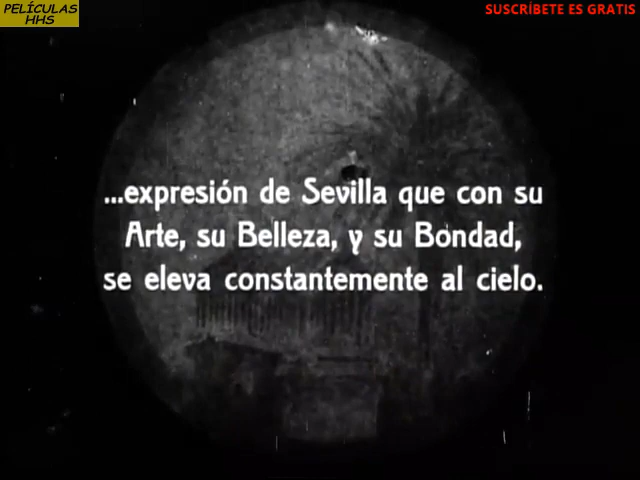 PELÍCULAS
HHS
SUSCRÍBETE ES GRATIS
...expresión de Sevilla que con su
Arte, su Belleza, y su Bondad,
se eleva constantemente al cielo.